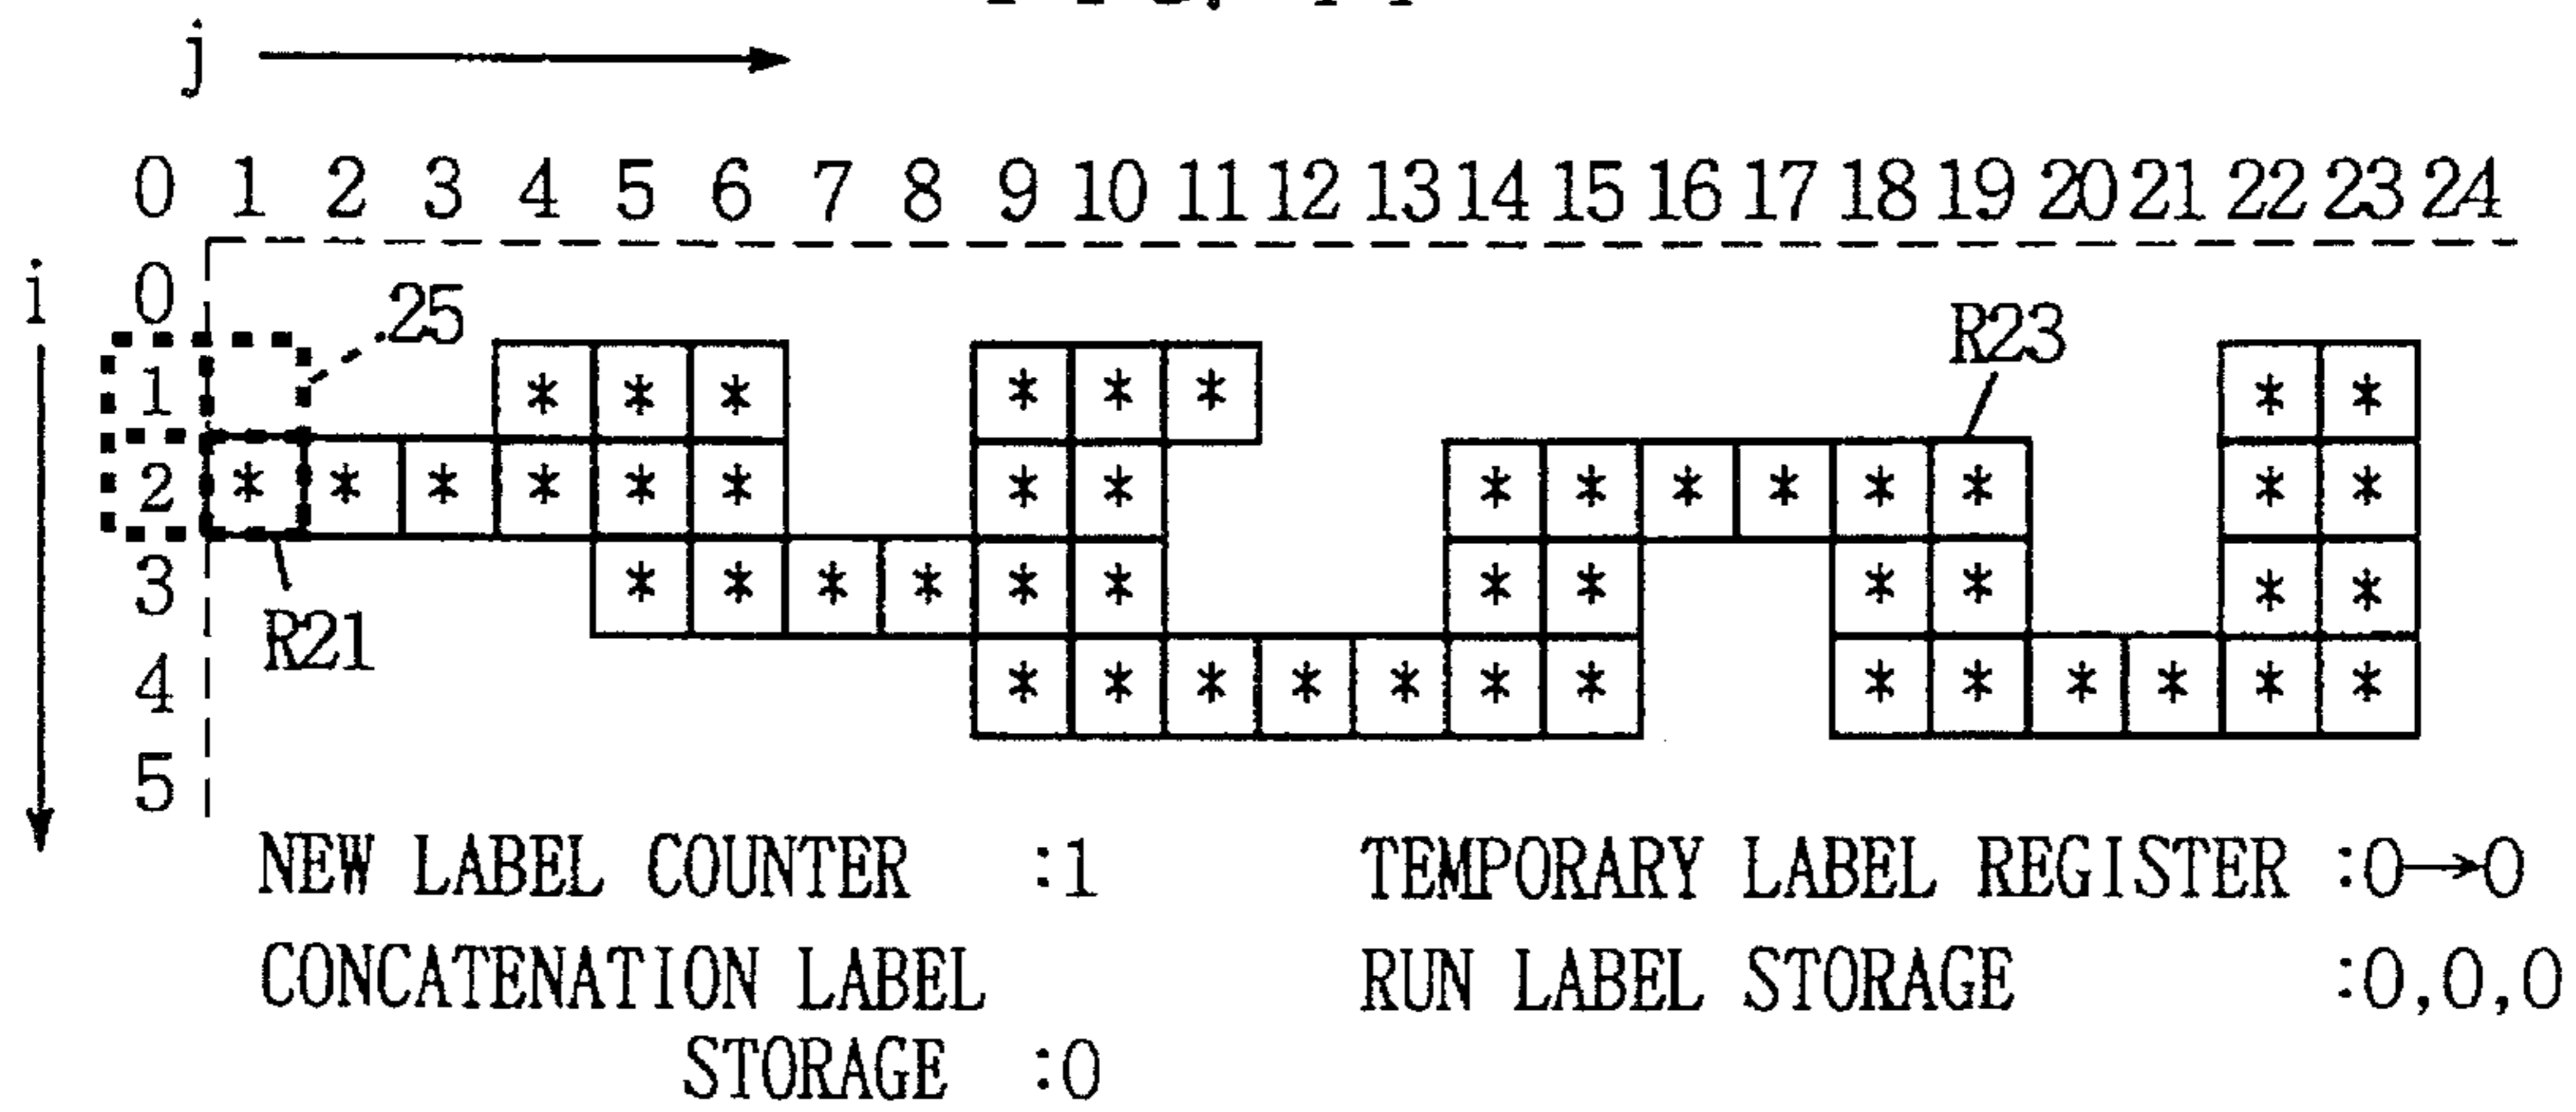 j
0 1 2 3 4 5 6 7 8 9 10 11 12 13 14 15 16 17 18 19 20 21 22 23 24
i 0
25
R23
1 * * * * * * * *
2 * * * * * * * * * * * * * * * * * *
R21
3 * * * * * * * * * * * *
4 * * * * * * * * * * * * *
5
NEW LABEL COUNTER :1
TEMPORARY LABEL REGISTER :0→0
CONCATENATION LABEL STORAGE :0
RUN LABEL STORAGE :0,0,0